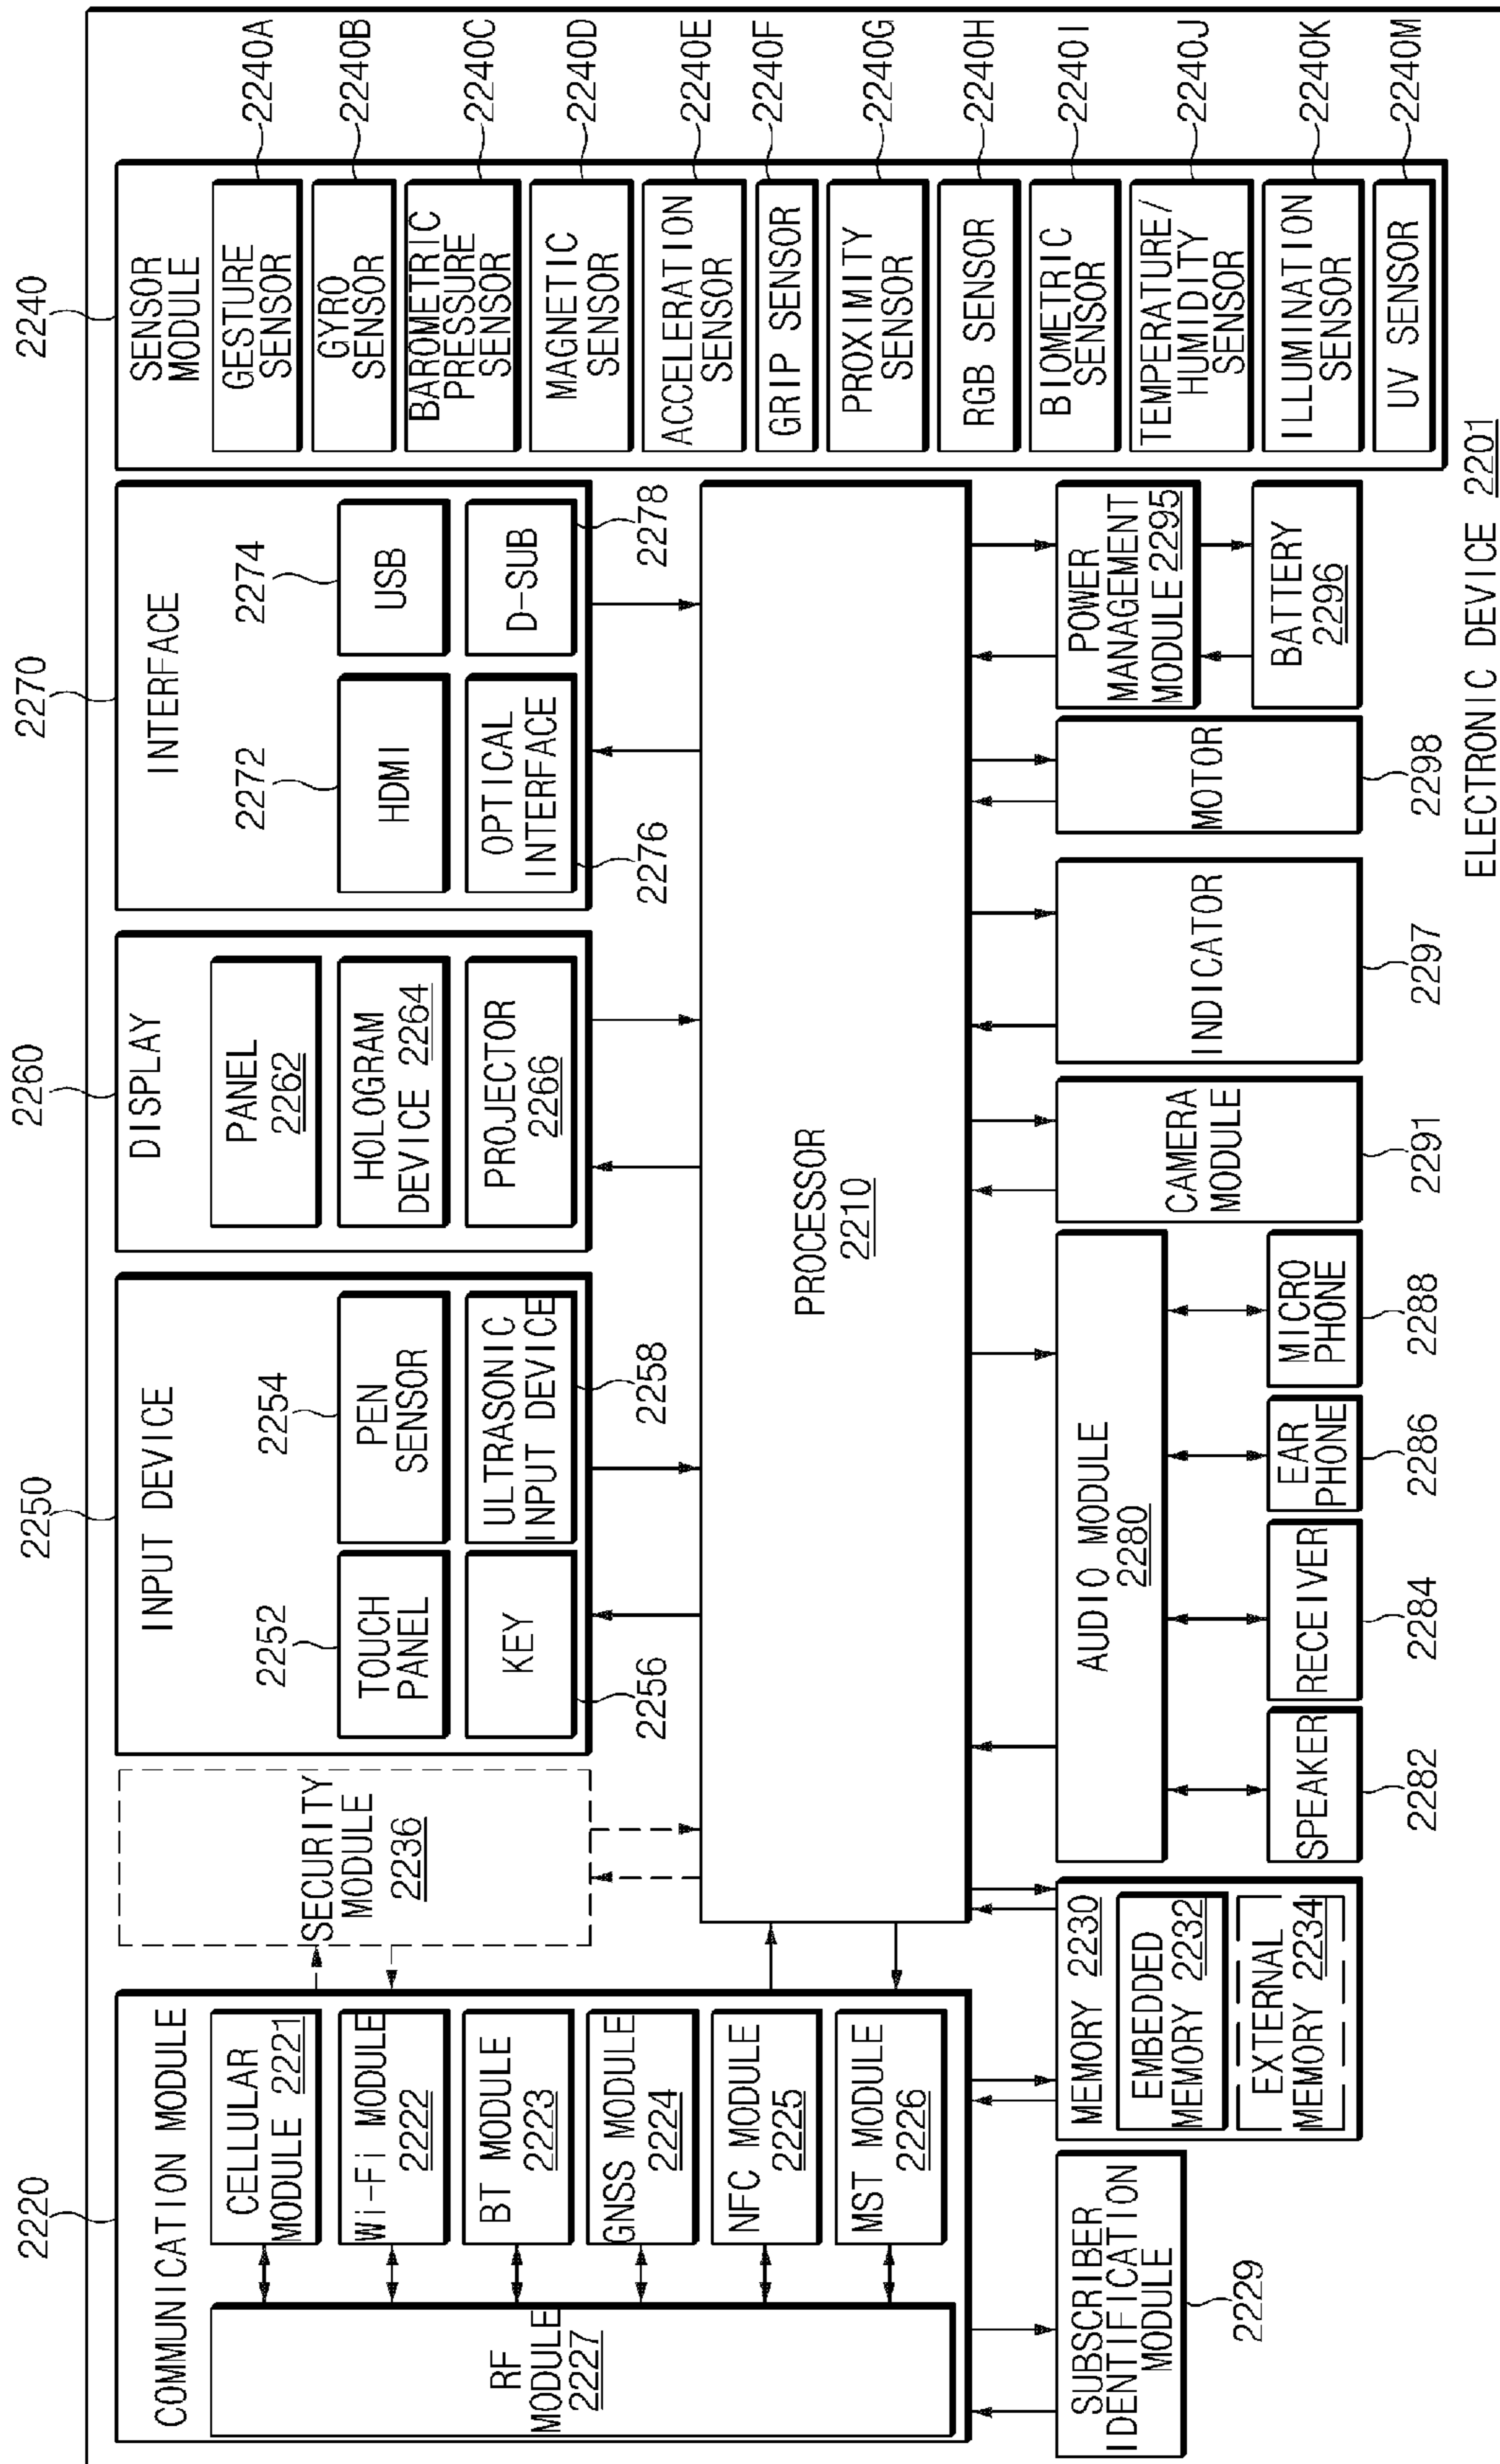 2220
COMMUNICATION MODULE
CELLULAR
MODULE 2221
Wi-Fi MODULE
2222
BT MODULE
2223
GNSS MODULE
2224
NFC MODULE
2225
MST MODULE
2226
RF
MODULE
2227
SUBSCRIBER
IDENTIFICATION
MODULE
2229
SECURITY
MODULE
2236
MEMORY 2230
EMBEDDED
MEMORY 2232
EXTERNAL
MEMORY 2234
2250
INPUT DEVICE
2252
TOUCH
PANEL
2254
PEN
SENSOR
KEY
2256
ULTRASONIC
INPUT DEVICE
2258
2260
DISPLAY
PANEL
2262
HOLOGRAM
DEVICE 2264
PROJECTOR
2266
2270
INTERFACE
2272
HDMI
2274
USB
OPTICAL
INTERFACE
2276
D-SUB
2278
2240
SENSOR
MODULE
GESTURE
SENSOR
2240A
GYRO
SENSOR
2240B
BAROMETRIC
PRESSURE
SENSOR
2240C
MAGNETIC
SENSOR
2240D
ACCELERATION
SENSOR
2240E
GRIP SENSOR
2240F
PROXIMITY
SENSOR
2240G
RGB SENSOR
2240H
BIOMETRIC
SENSOR
2240I
TEMPERATURE/
HUMIDITY
SENSOR
2240J
ILLUMINATION
SENSOR
2240K
UV SENSOR
2240M
PROCESSOR
2210
AUDIO MODULE
2280
SPEAKER
2282
RECEIVER
2284
EAR
PHONE
2286
MICRO
PHONE
2288
CAMERA
MODULE
2291
INDICATOR
2297
MOTOR
2298
POWER
MANAGEMENT
MODULE 2295
BATTERY
2296
ELECTRONIC DEVICE 2201